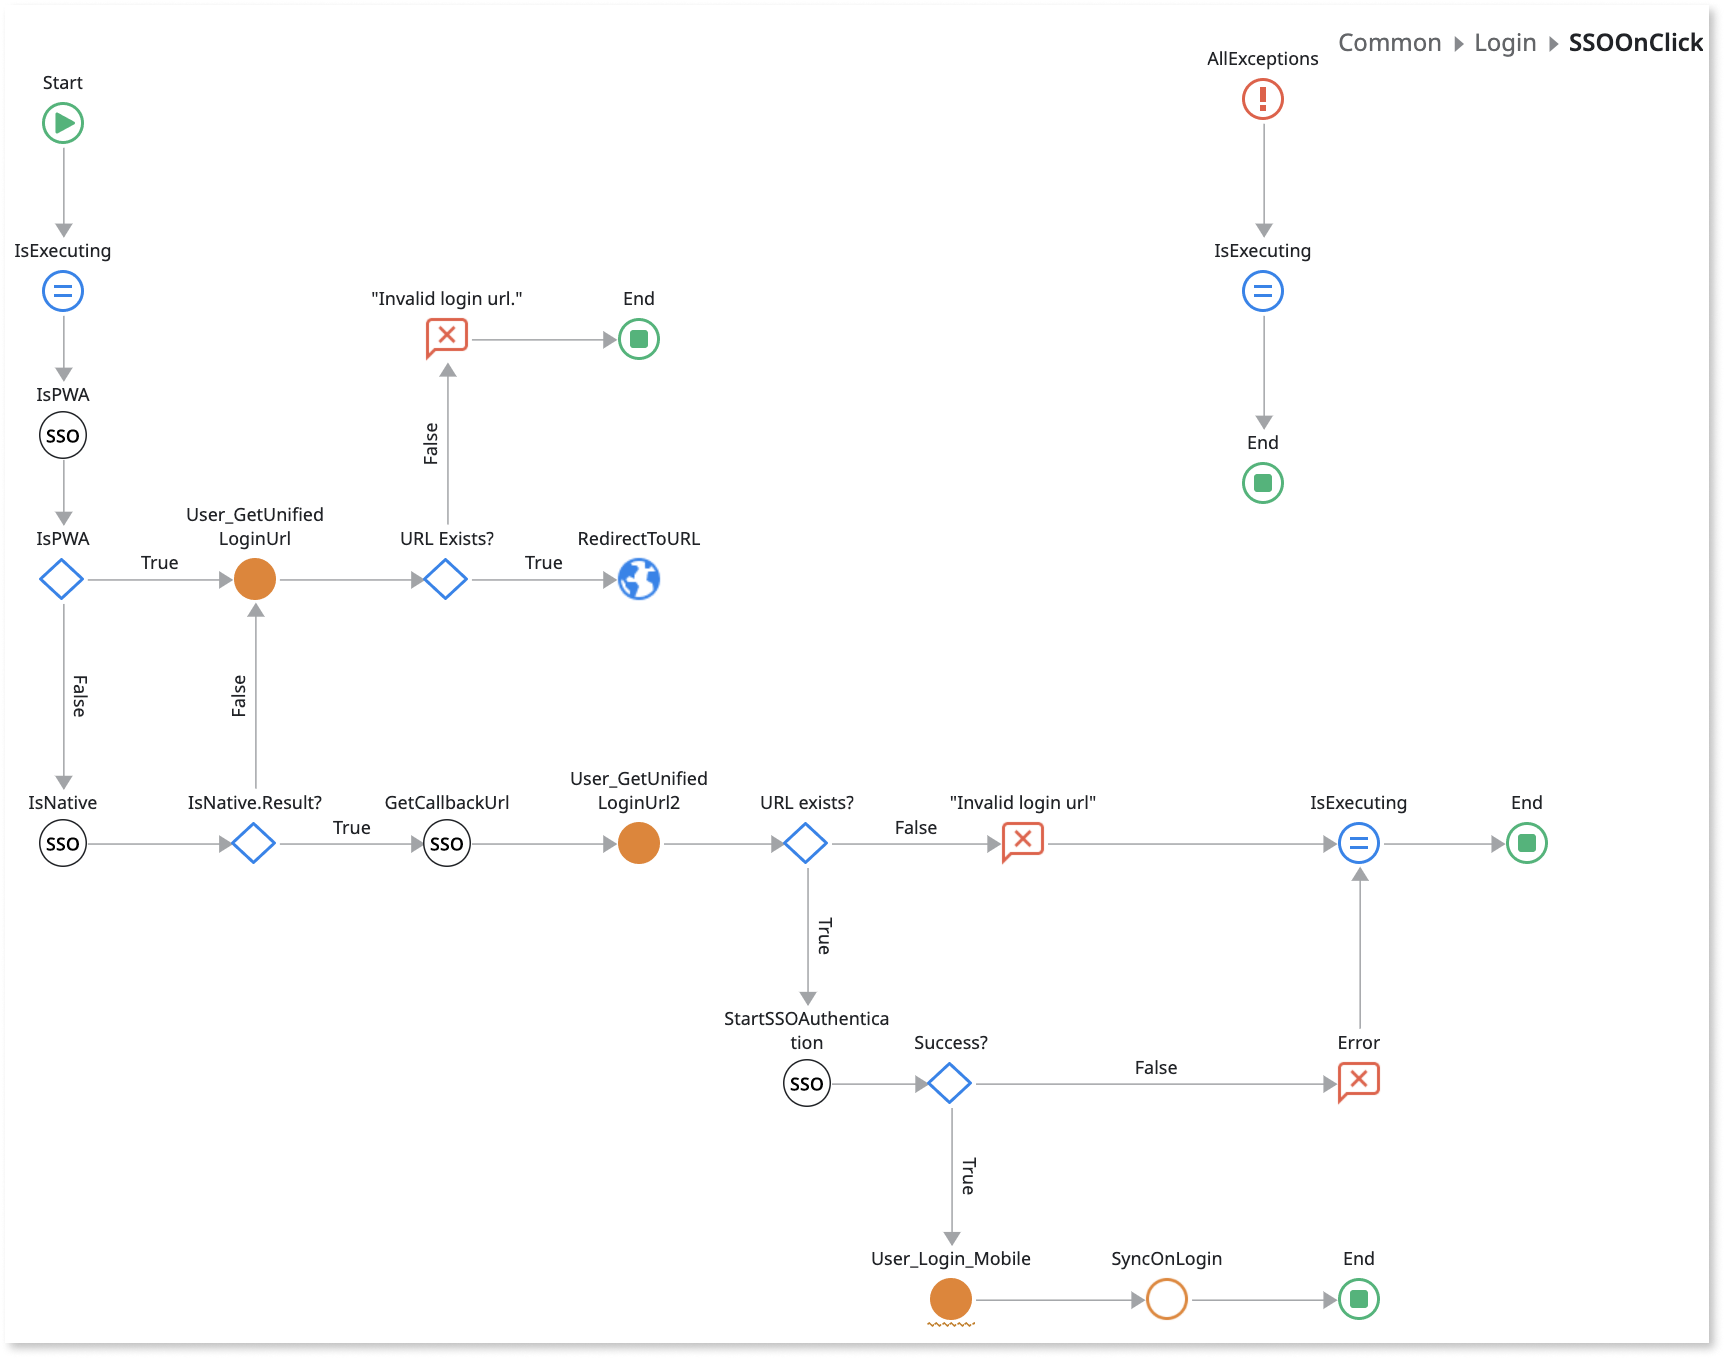 Common Login SSOOnClick
AllExceptions
Start
IsExecuting
IsExecuting
"Invalid login url."
End
IsPWA
SSO
False
End
User_GetUnified
LoginUrl
IsPWA
URL Exists?
RedirectToURL
True
True
False
False
User_GetUnified
LoginUrl2
IsNative
IsNative.Result?
GetCallbackUrl
URL exists?
"Invalid login url"
IsExecuting
End
True
False
SSO
SSO
True
StartSSOAuthentica
tion
Success?
Error
False
SSO
True
User_Login_Mobile
SyncOnLogin
End